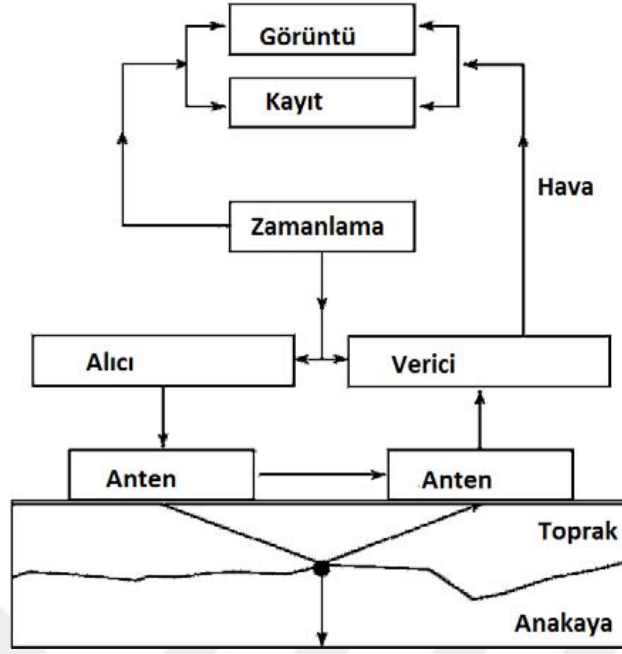 Görüntü
Kayıt
Hava
Zamanlama
Alıcı
Verici
Anten
Anten
Toprak
Anakaya